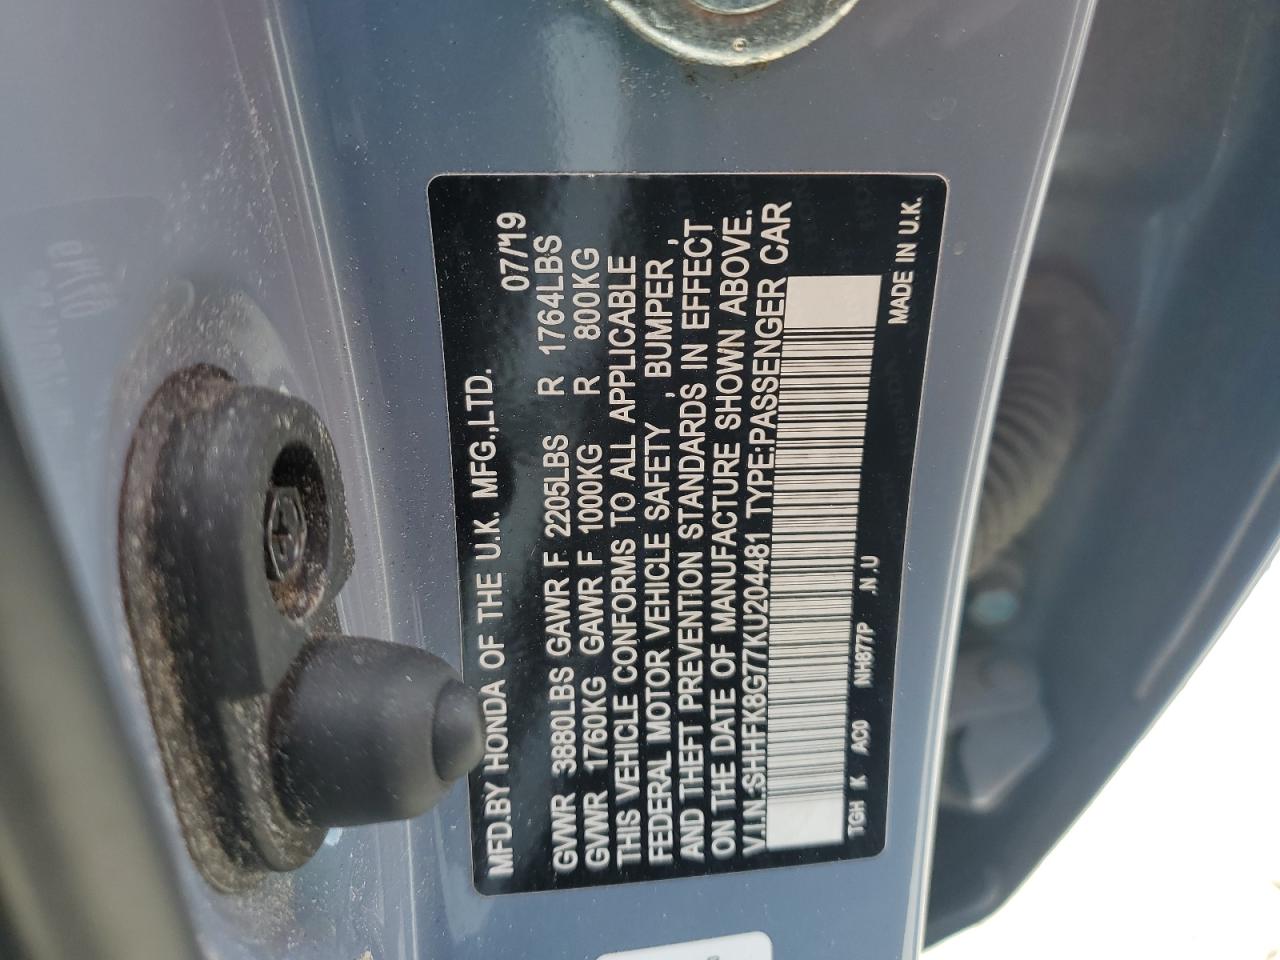 MFD.BY HONDA OF THE U.K. MFG.,LTD. 07/19
GVWR 3880LBS GAWR F 2205LBS R 1764LBS
GVWR 1760KG GAWR F 1000KG R 800KG
THIS VEHICLE CONFORMS TO ALL APPLICABLE
FEDERAL MOTOR VEHICLE SAFETY , BUMPER ,
AND THEFT PREVENTION STANDARDS IN EFFECT
ON THE DATE OF MANUFACTURE SHOWN ABOVE.
V.I.N.:SHHFK8G77KU204481 TYPE:PASSENGER CAR
TGH K AC0 NH877P .N .U MADE IN U.K.